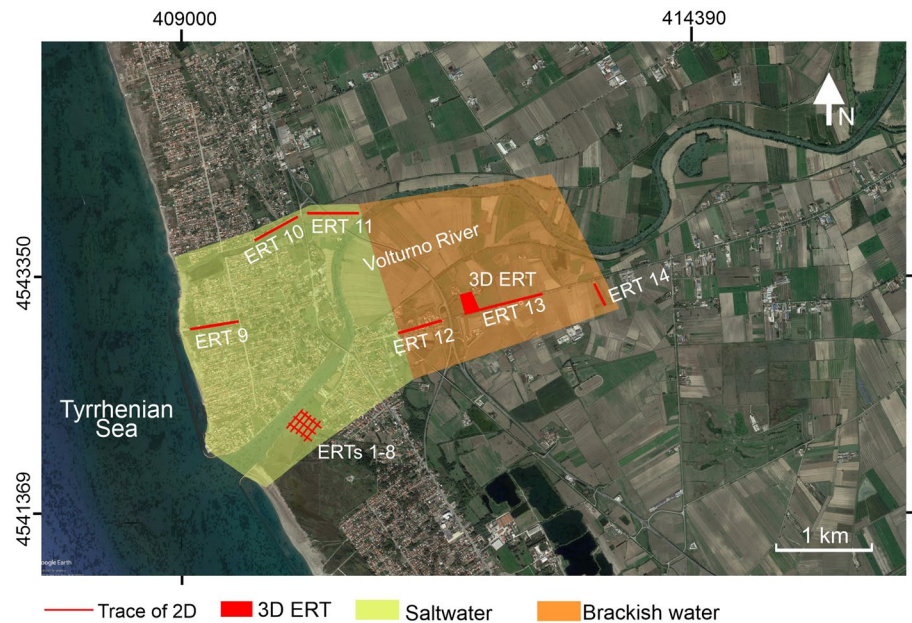 409000
414390
N
ERT 10
ERT 11
Volturno River
4543350
3D ERT
ERT 14
ERT 13
ERT 9
ERT 12
Tyrrhenian
Sea
ERTs 1-8
4541369
1 km
oogle Earth
Trace of 2D
3D ERT
Saltwater
Brackish water